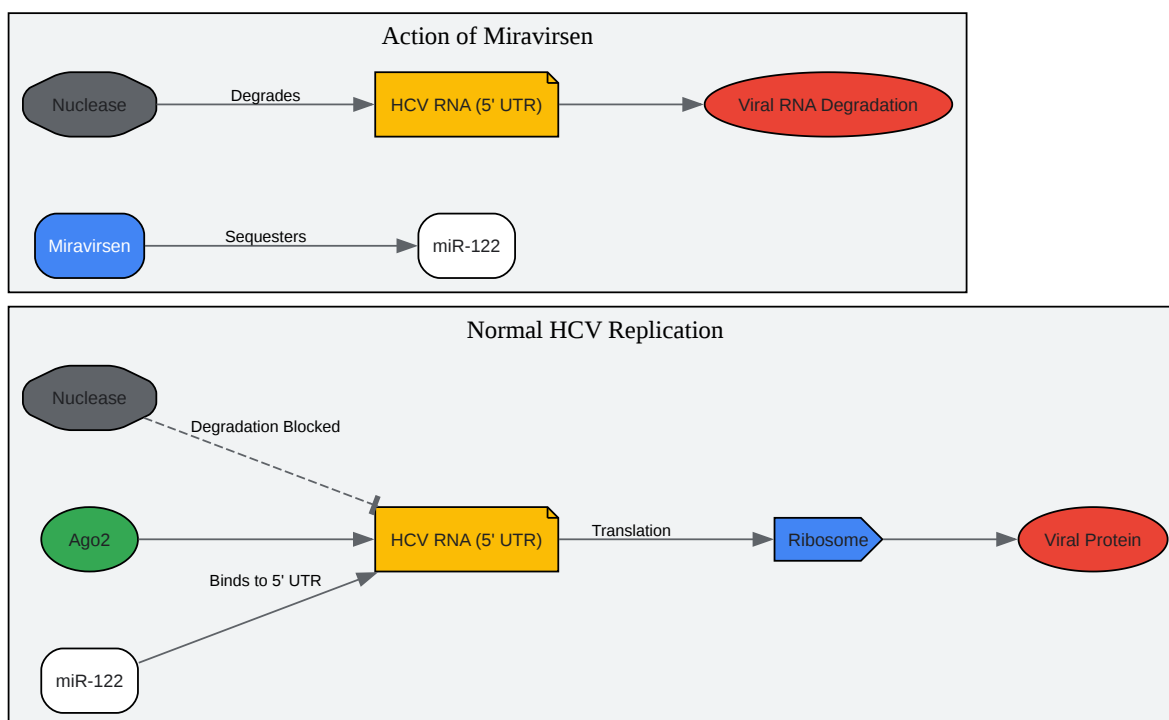 Action of Miravirsen
Nuclease
Degrades
HCV RNA (5' UTR)
Viral RNA Degradation
Miravirsen
Sequesters
miR-122
Normal HCV Replication
Nuclease
Degradation Blocked
Ago2
HCV RNA (5' UTR)
Translation
Ribosome
Viral Protein
Binds to 5' UTR
miR-122